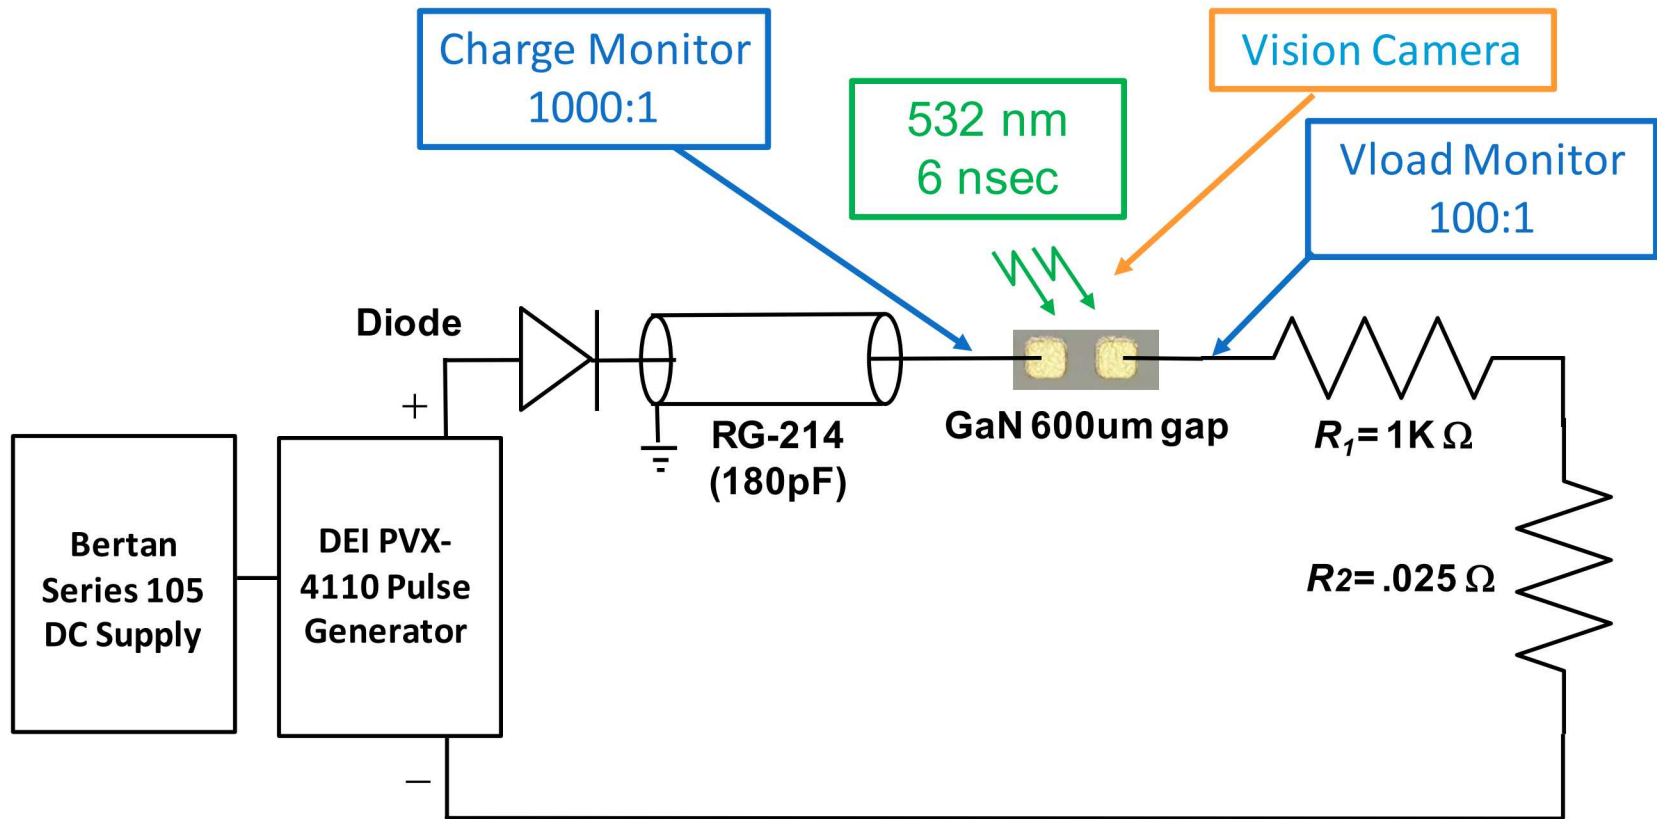 Charge Monitor
1000:1
532 nm
6 nsec
Vision Camera
Vload Monitor
100:1
Diode
+
RG-214
(180pF)
GaN 600um gap
R₁= 1K Ω
R2= .025 Ω
Bertan
Series 105
DC Supply
DEI PVX-
4110 Pulse
Generator
−